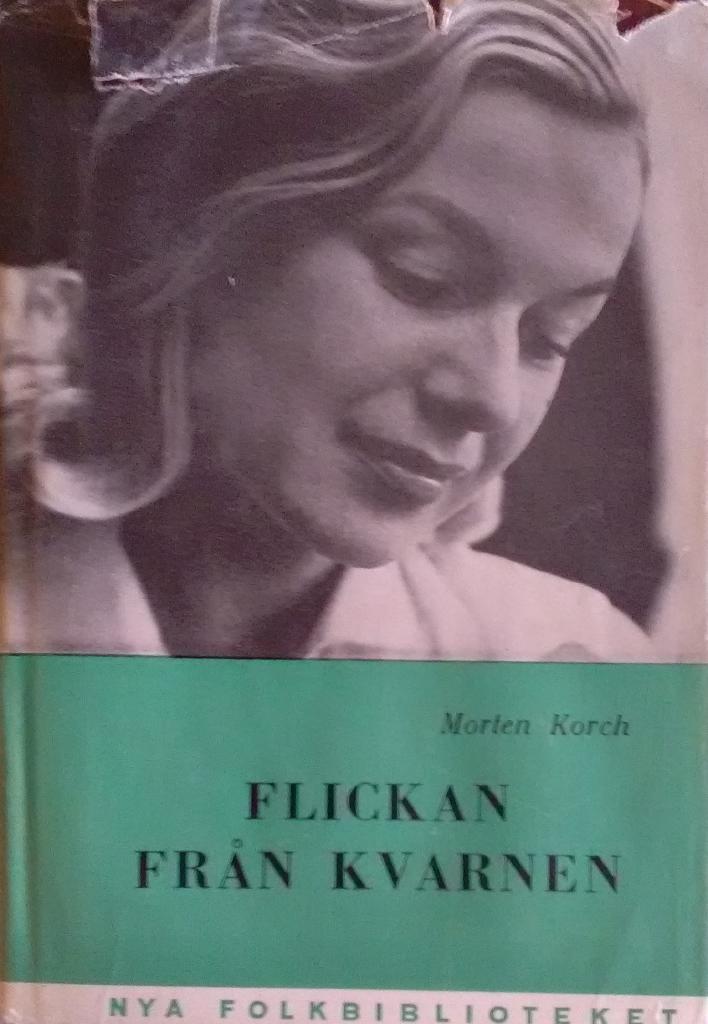 Morten Korch
FLICKAN
FRÅN KVARNEN
NYA FOLKBIBLIOTEKET